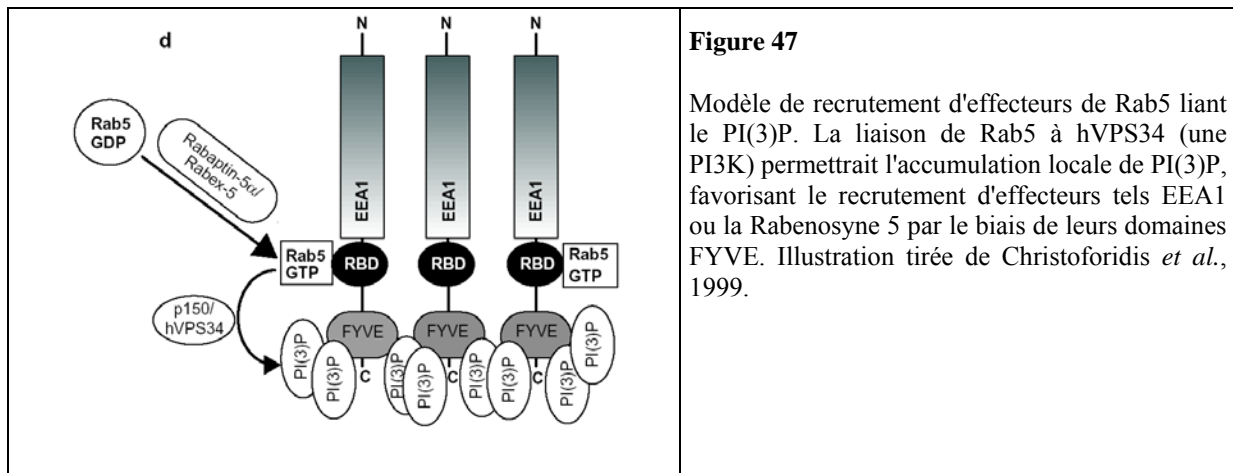 d
N
N
N
Rab5
GDP
Rabaptin-5α/
Rabex-5
EEA1
EEA1
EEA1
Rab5
GTP
RBD
RBD
RBD
Rab5
GTP
p150/
hVPS34
FYVE
FYVE
FYVE
PI(3)P
PI(3)P
PI(3)P
PI(3)P
PI(3)P
PI(3)P
PI(3)P
PI(3)P
C
C
C
Figure 47
Modèle de recrutement d'effecteurs de Rab5 liant
le PI(3)P. La liaison de Rab5 à hVPS34 (une
PI3K) permettrait l'accumulation locale de PI(3)P,
favorisant le recrutement d'effecteurs tels EEA1
ou la Rabenosyne 5 par le biais de leurs domaines
FYVE. Illustration tirée de Christoforidis et al.,
1999.